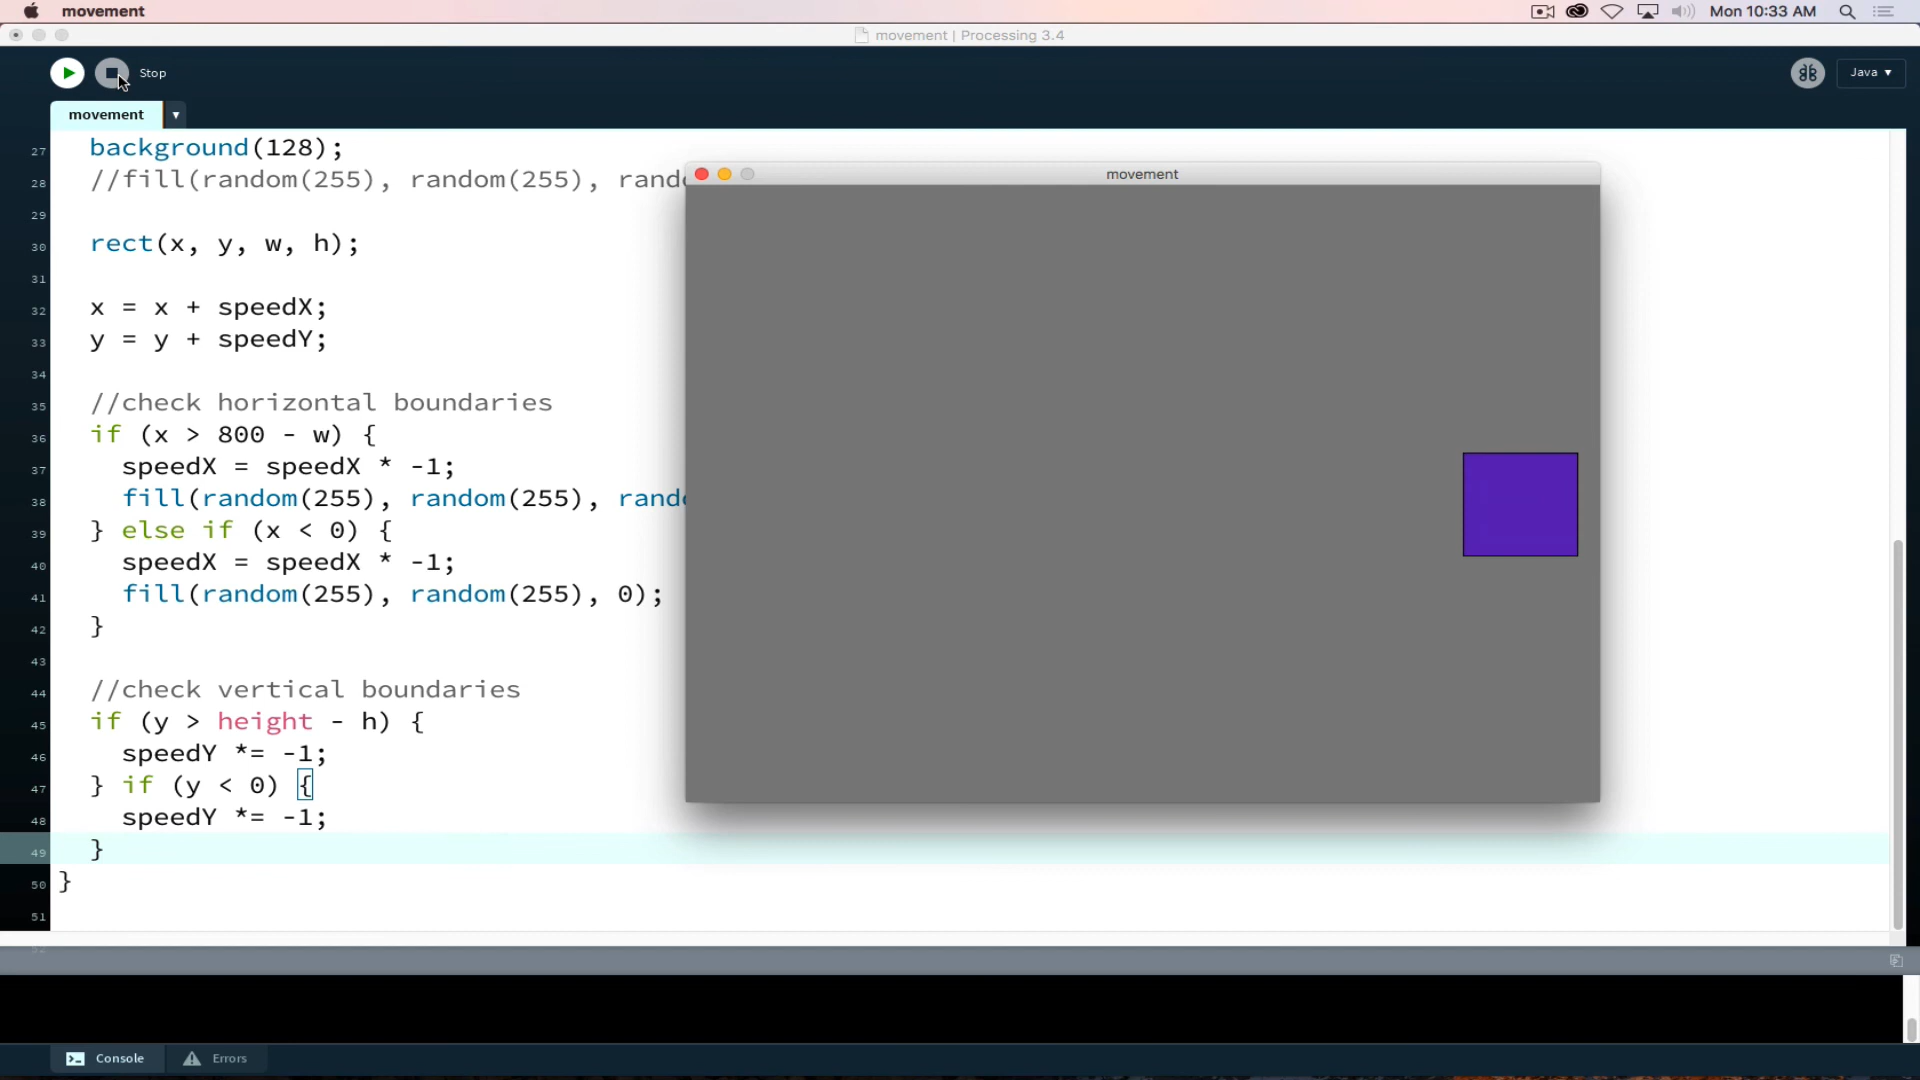 movement
Mon 10:33 AM
movement | Processing 3.4
Stop
Java ▾
movement ▾
27 background(128);
28 //fill(random(255), random(255), rand
29
30 rect(x, y, w, h);
31
32 x = x + speedX;
33 y = y + speedY;
34
35 //check horizontal boundaries
36 if (x > 800 - w) {
37 speedX = speedX * -1;
38 fill(random(255), random(255), rand
39 } else if (x < 0) {
40 speedX = speedX * -1;
41 fill(random(255), random(255), 0);
42 }
43
44 //check vertical boundaries
45 if (y > height - h) {
46 speedY *= -1;
47 } if (y < 0) {
48 speedY *= -1;
49 }
50 }
51
52
movement
Console
Errors